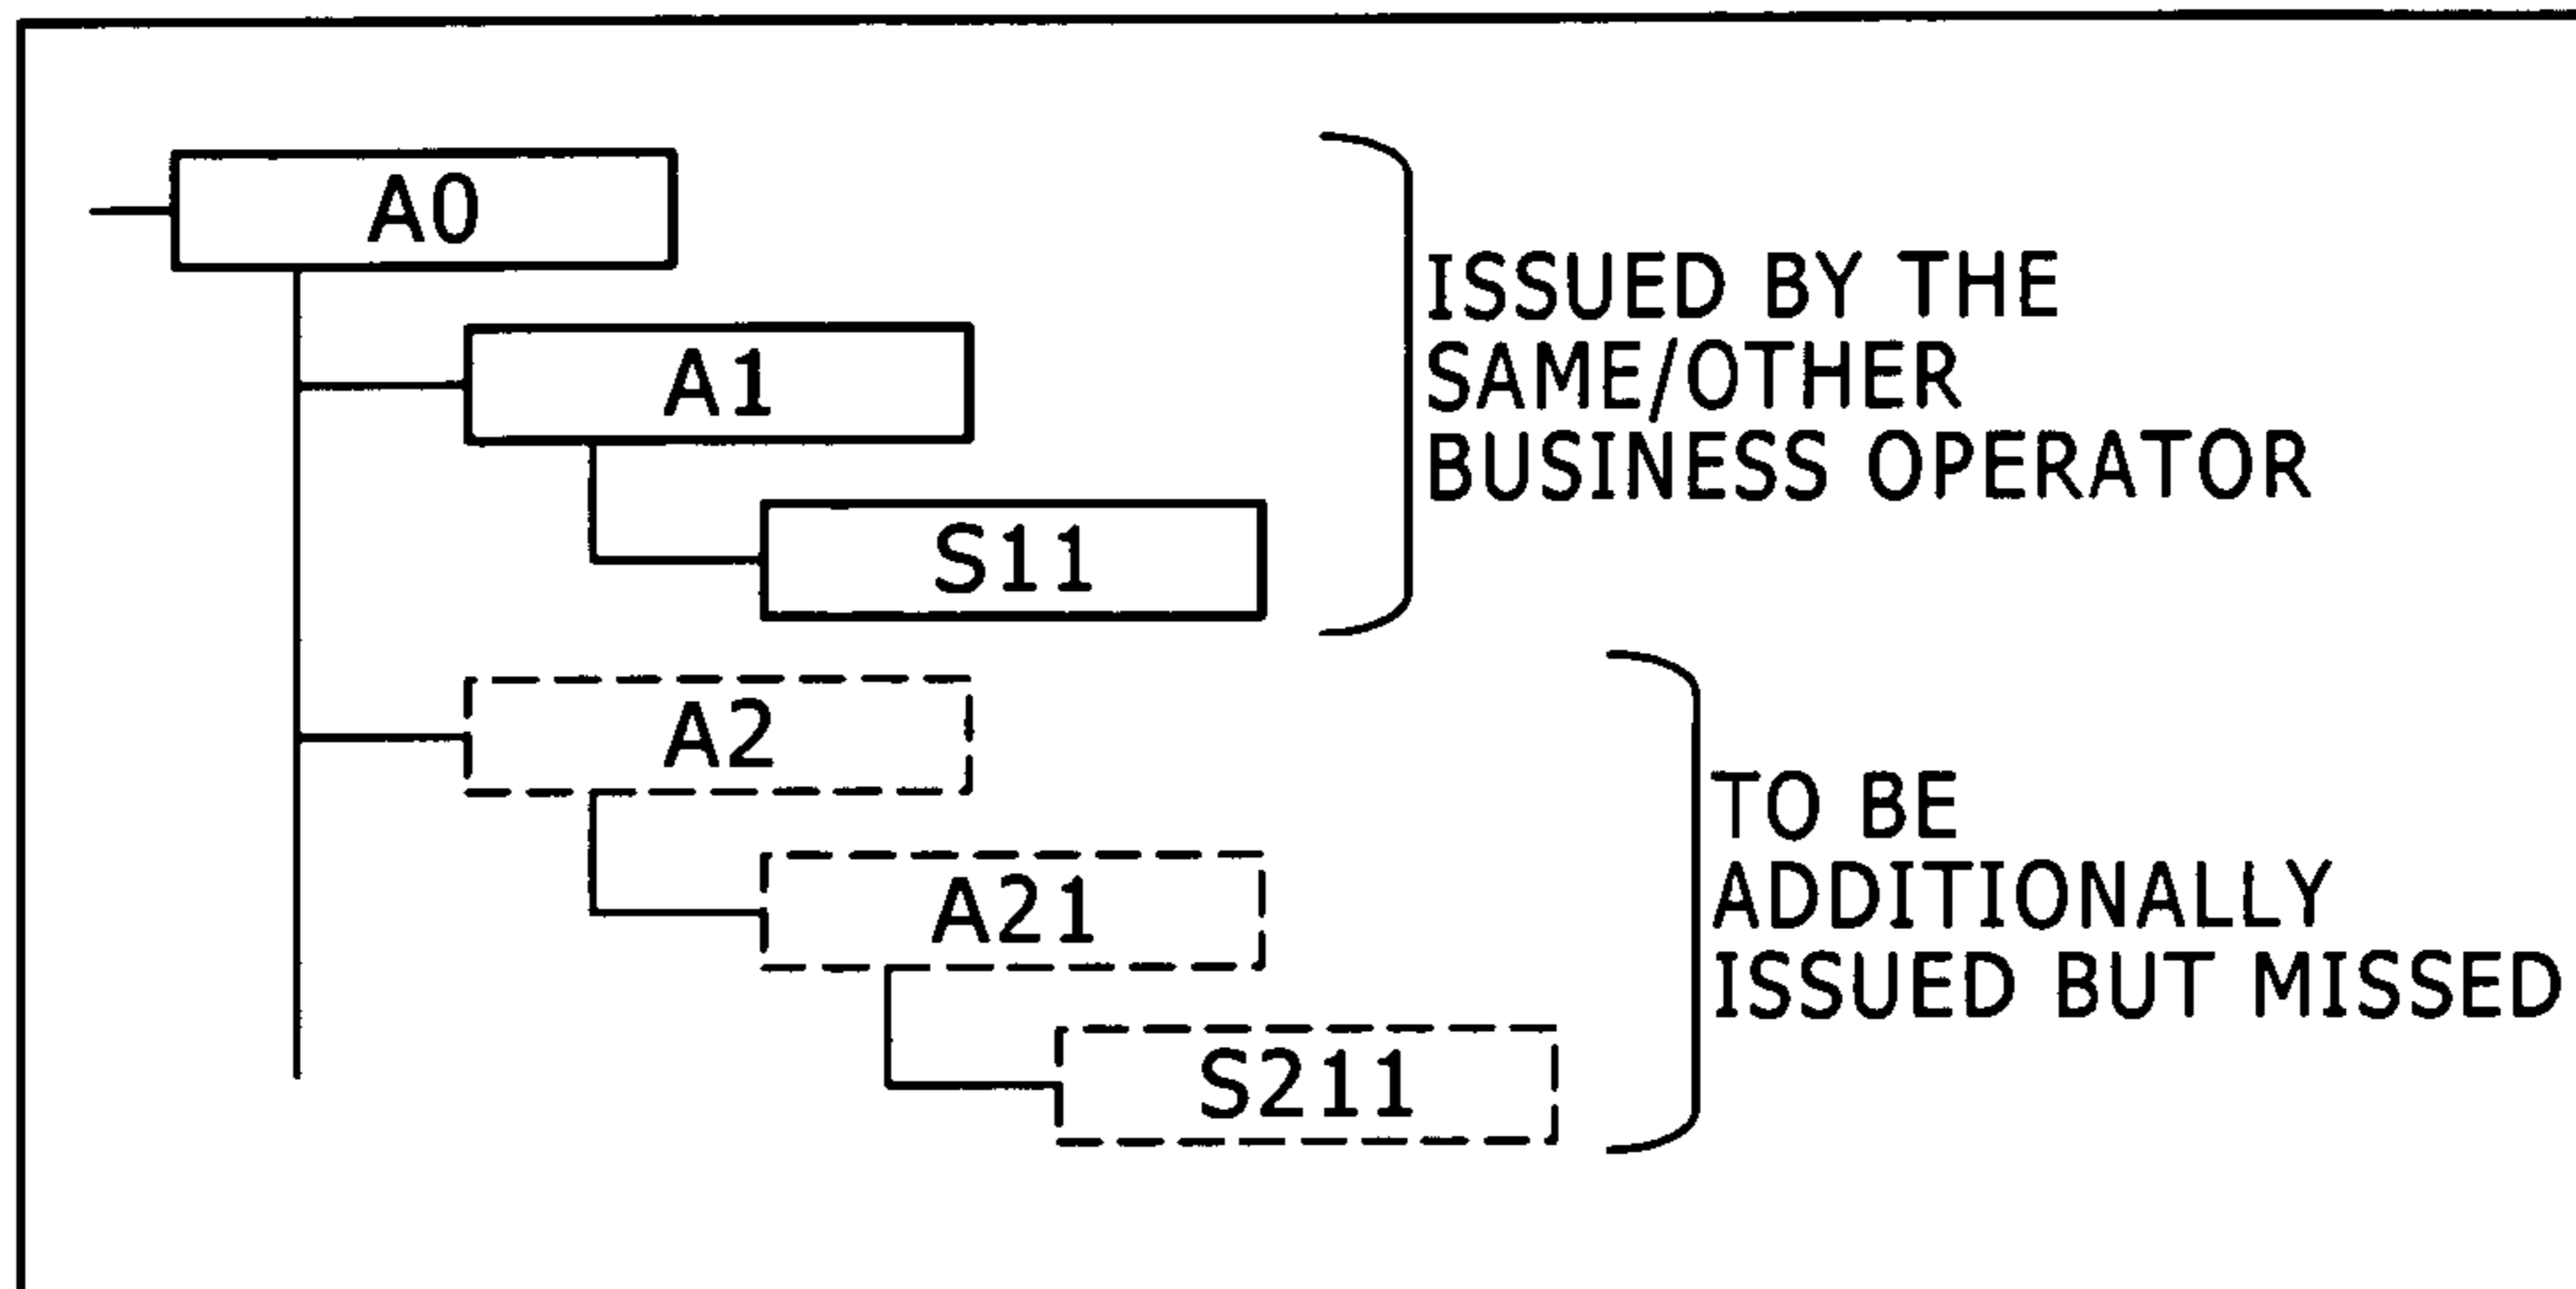 A0
A1
S11
ISSUED BY THE
SAME/OTHER
BUSINESS OPERATOR
A2
A21
S211
TO BE
ADDITIONALLY
ISSUED BUT MISSED